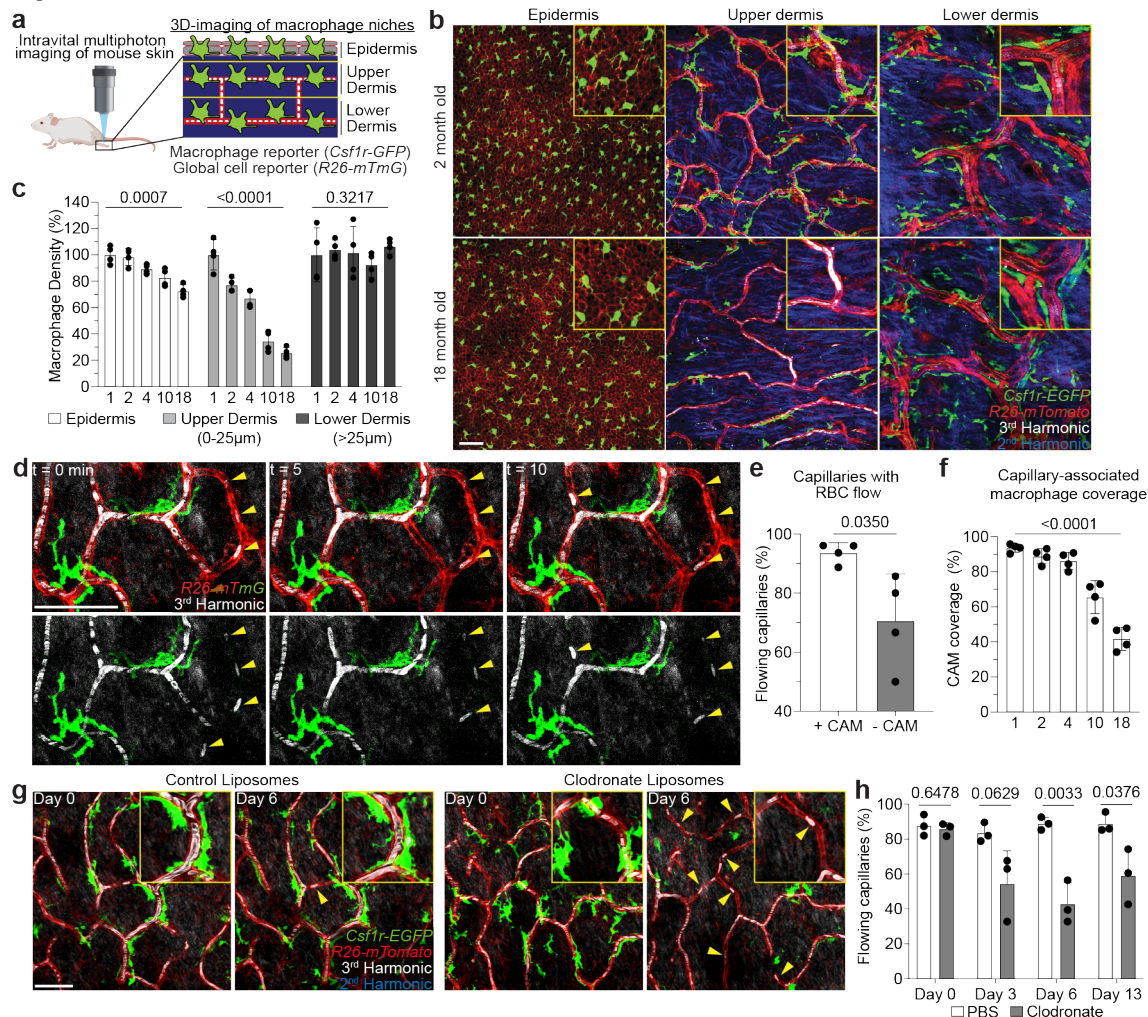 a
3D-imaging of macrophage niches
Intravital multiphoton
imaging of mouse skin
Epidermis
Upper
Dermis
Lower
Dermis
Macrophage reporter (Csf1r-GFP)
Global cell reporter (R26-mTmG)
b
Epidermis
Upper dermis
Lower dermis
2 month old
18 month old
Csf1r-EGFP
R26-mTomato
3rd Harmonic
2nd Harmonic
c
Macrophage Density (%)
140
120
100
80
60
40
20
0
0.0007
<0.0001
0.3217
1 2 4 10 18
1 2 4 10 18
1 2 4 10 18
Epidermis
Upper Dermis
(0-25µm)
Lower Dermis
(>25µm)
d
t = 0 min
t = 5
t = 10
R26-mTmG
3rd Harmonic
e
Capillaries with
RBC flow
0.0350
Flowing capillaries (%)
100
80
60
40
+ CAM - CAM
f
Capillary-associated
macrophage coverage
<0.0001
CAM coverage (%)
100
80
60
40
20
0
1 2 4 10 18
g
Control Liposomes
Clodronate Liposomes
Day 0
Day 6
Day 0
Day 6
Csf1r-EGFP
R26-mTomato
3rd Harmonic
2nd Harmonic
h
0.6478 0.0629 0.0033 0.0376
Flowing capillaries (%)
100
80
60
40
20
0
Day 0 Day 3 Day 6 Day 13
PBS Clodronate